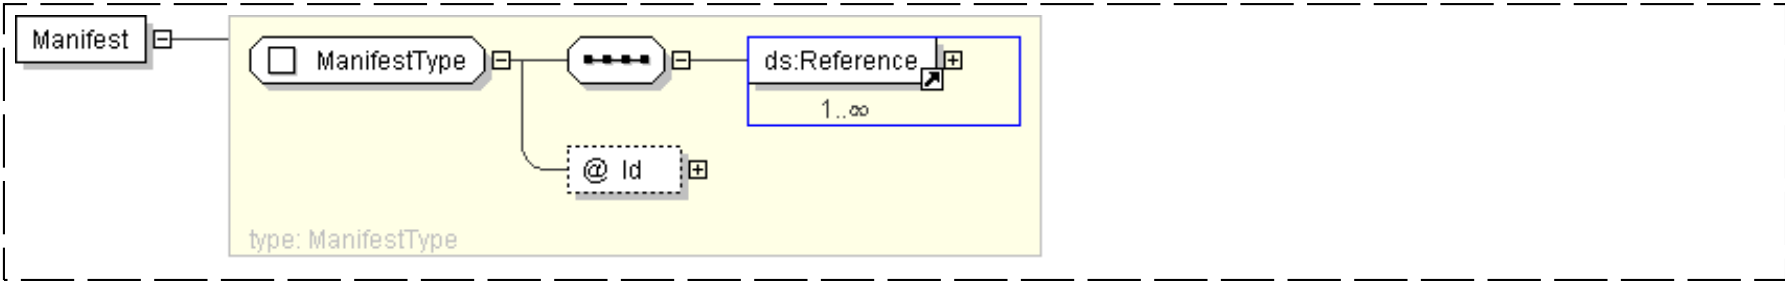 Manifest
ManifestType
ds:Reference
1..∞
@ Id
type: ManifestType